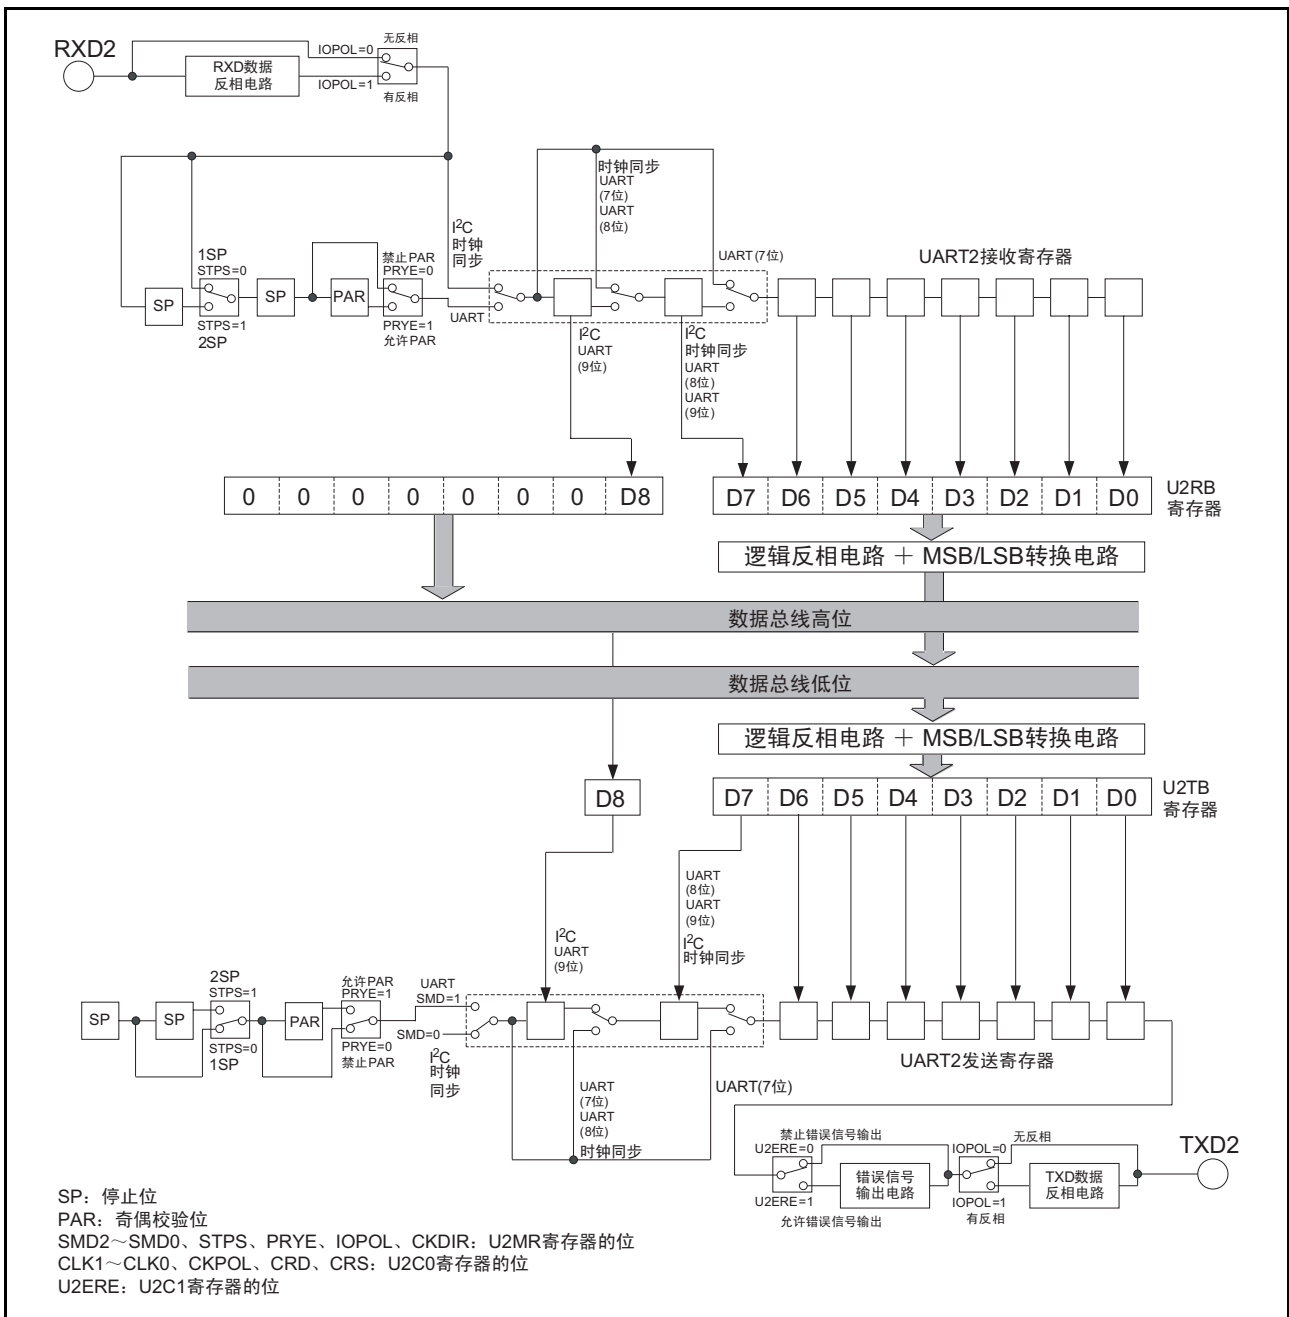 RXD2
RXD数据
反相电路
IOPOL=0
IOPOL=1
无反相
有反相
1SP
STPS=0
SP
STPS=1
2SP
SP
PAR
禁止PAR
PRYE=0
PRYE=1
允许PAR
I²C
时钟
同步
UART
时钟同步
UART
(7位)
UART
(8位)
UART(7位)
UART2接收寄存器
I²C
UART
(9位)
I²C
时钟同步
UART
(8位)
UART
(9位)
0 0 0 0 0 0 0 D8
D7 D6 D5 D4 D3 D2 D1 D0
U2RB
寄存器
逻辑反相电路 + MSB/LSB转换电路
数据总线高位
数据总线低位
逻辑反相电路 + MSB/LSB转换电路
D8
D7 D6 D5 D4 D3 D2 D1 D0
U2TB
寄存器
UART
(8位)
UART
(9位)
I²C
时钟同步
I²C
UART
(9位)
SP
SP
2SP
STPS=1
STPS=0
1SP
PAR
允许PAR
PRYE=1
PRYE=0
禁止PAR
UART
SMD=1
SMD=0
I²C
时钟
同步
UART
(7位)
UART
(8位)
时钟同步
UART(7位)
UART2发送寄存器
禁止错误信号输出
U2ERE=0
U2ERE=1
允许错误信号输出
错误信号
输出电路
IOPOL=0
无反相
IOPOL=1
有反相
TXD数据
反相电路
TXD2
SP：停止位
PAR：奇偶校验位
SMD2～SMD0、STPS、PRYE、IOPOL、CKDIR：U2MR寄存器的位
CLK1～CLK0、CKPOL、CRD、CRS：U2C0寄存器的位
U2ERE：U2C1寄存器的位